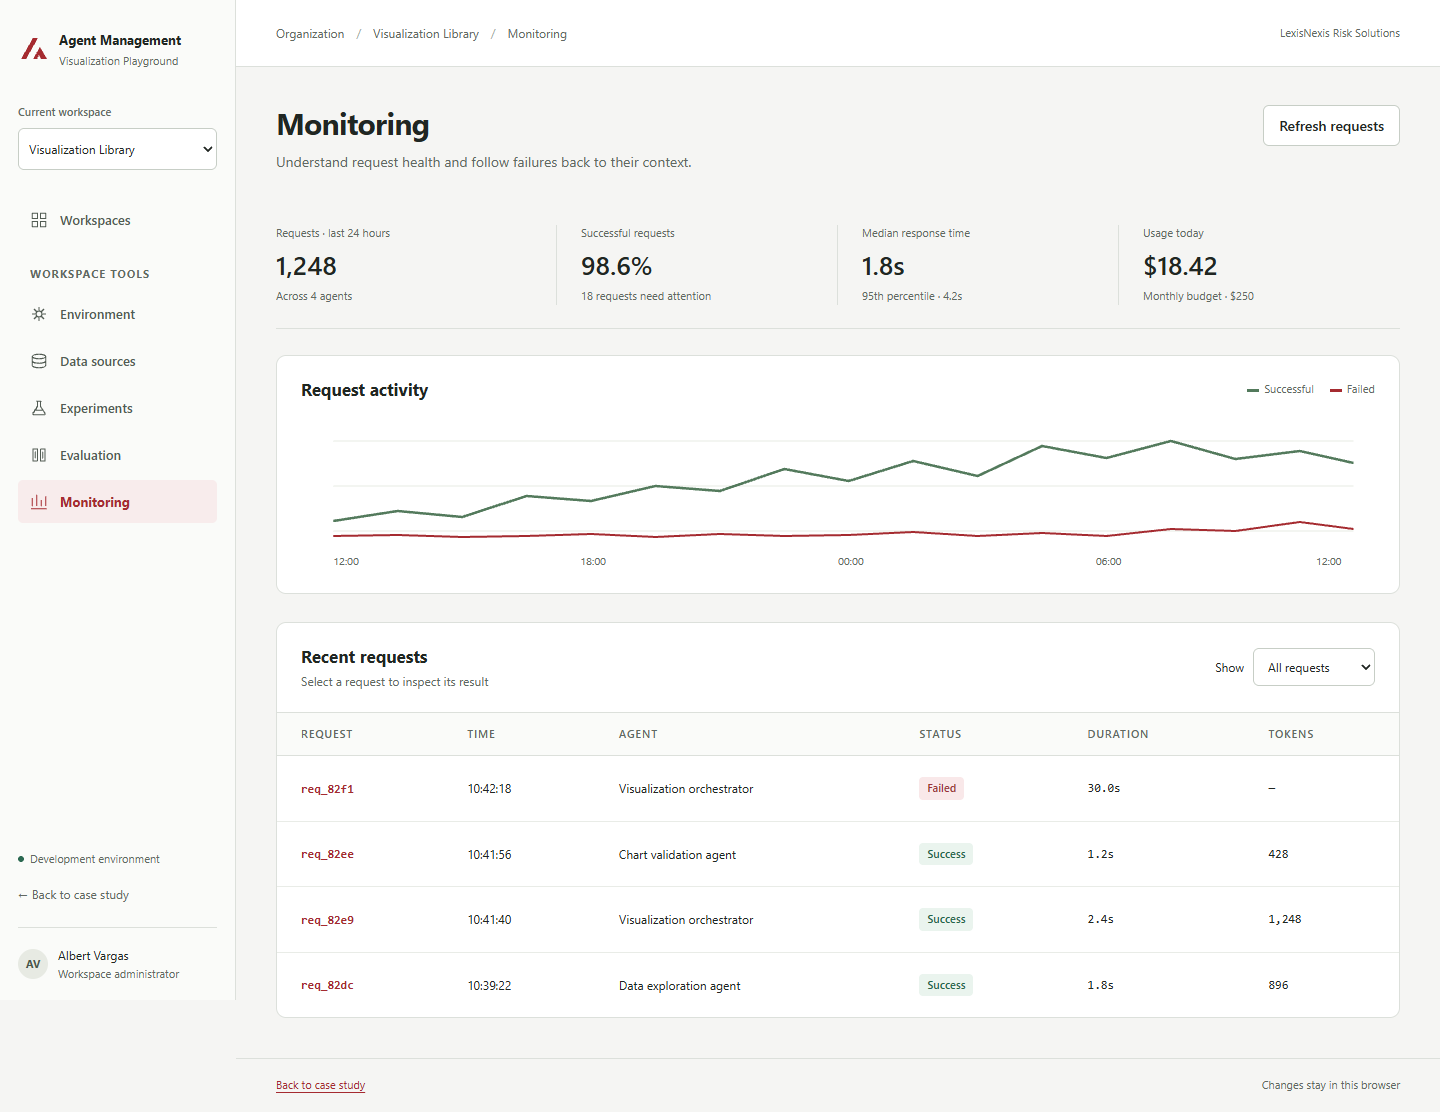 Agent Management
Visualization Playground
Current workspace
Visualization Library
Workspaces
WORKSPACE TOOLS
Environment
Data sources
Experiments
Evaluation
Monitoring
Development environment
← Back to case study
AV
Albert Vargas
Workspace administrator
Organization / Visualization Library / Monitoring
LexisNexis Risk Solutions
Monitoring
Understand request health and follow failures back to their context.
Refresh requests
Requests · last 24 hours
1,248
Across 4 agents
Successful requests
98.6%
18 requests need attention
Median response time
1.8s
95th percentile · 4.2s
Usage today
$18.42
Monthly budget · $250
Request activity
Successful Failed
12:00 18:00 00:00 06:00 12:00
Recent requests
Select a request to inspect its result
Show All requests
REQUEST TIME AGENT STATUS DURATION TOKENS
req_82f1 10:42:18 Visualization orchestrator Failed 30.0s —
req_82ee 10:41:56 Chart validation agent Success 1.2s 428
req_82e9 10:41:40 Visualization orchestrator Success 2.4s 1,248
req_82dc 10:39:22 Data exploration agent Success 1.8s 896
Back to case study
Changes stay in this browser